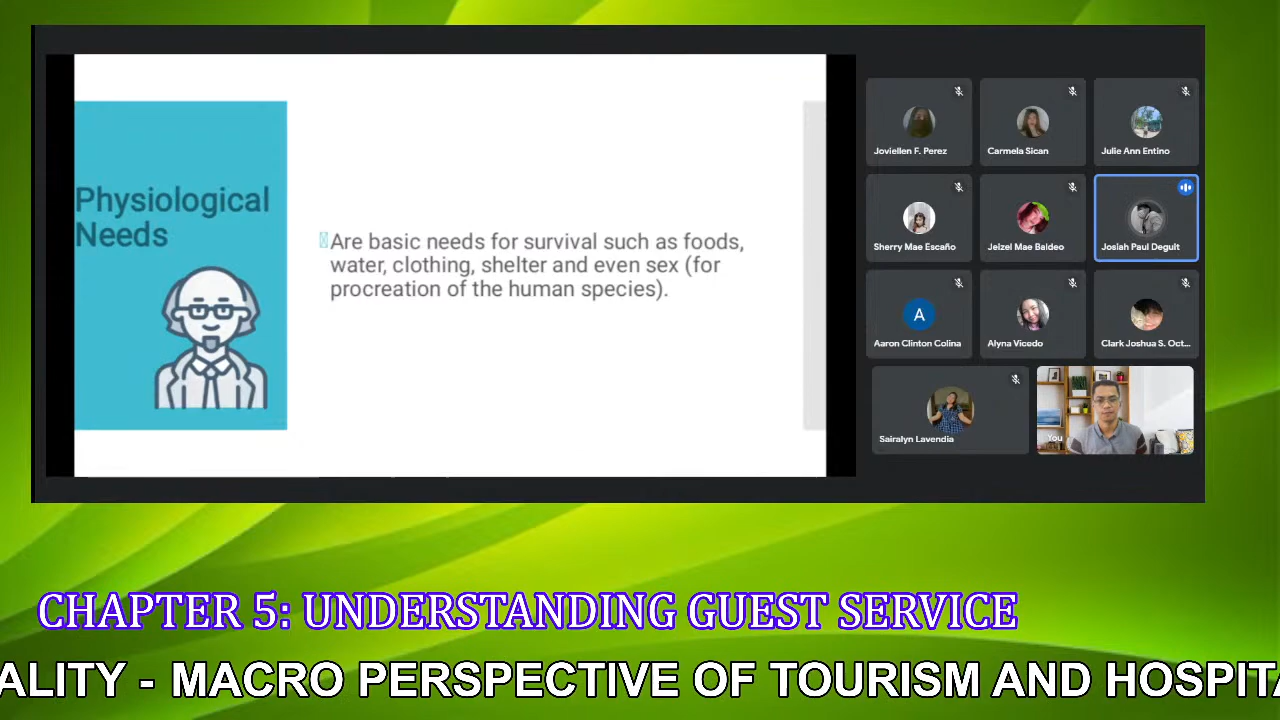 Physiological
Needs
Are basic needs for survival such as foods,
water, clothing, shelter and even sex (for
procreation of the human species).
Joviellen F. Perez
Carmela Sican
Julie Ann Entino
Sherry Mae Escaño
Jeizel Mae Baldeo
Josiah Paul Degult
A
Aaron Clinton Colina
Alyna Vicedo
Clark Joshua S. Oct...
Sairalyn Lavendia
You
CHAPTER 5: UNDERSTANDING GUEST SERVICE
ALITY - MACRO PERSPECTIVE OF TOURISM AND HOSPITA